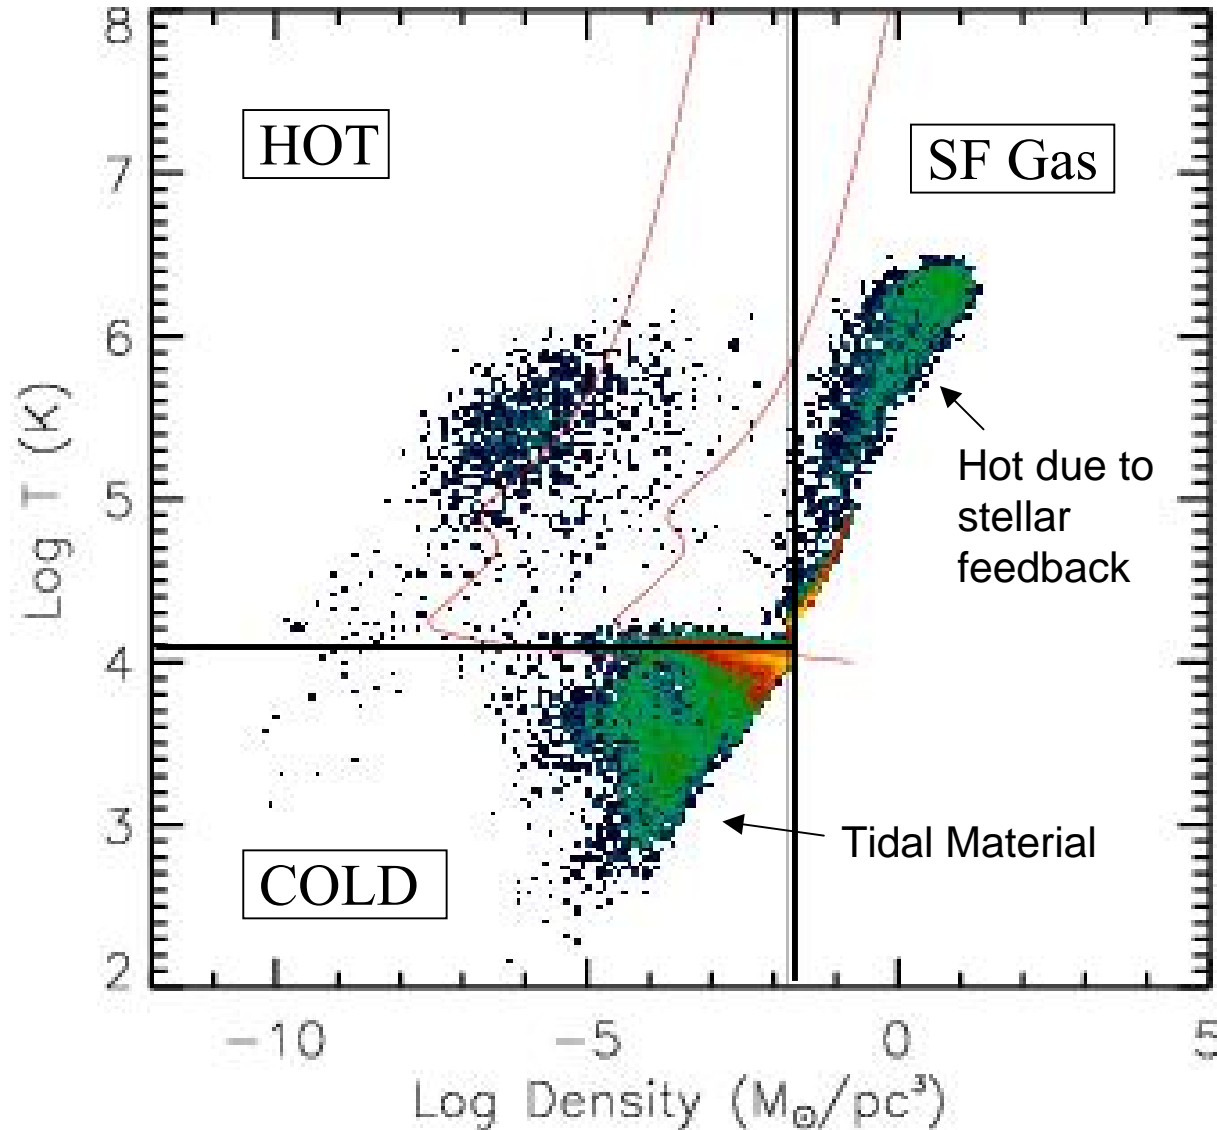 8
HOT
SF Gas
7
6
Log T (K)
Hot due to
stellar
feedback
5
4
3
Tidal Material
COLD
2
-10
-5
0
5
Log Density (M⊙/pc³)